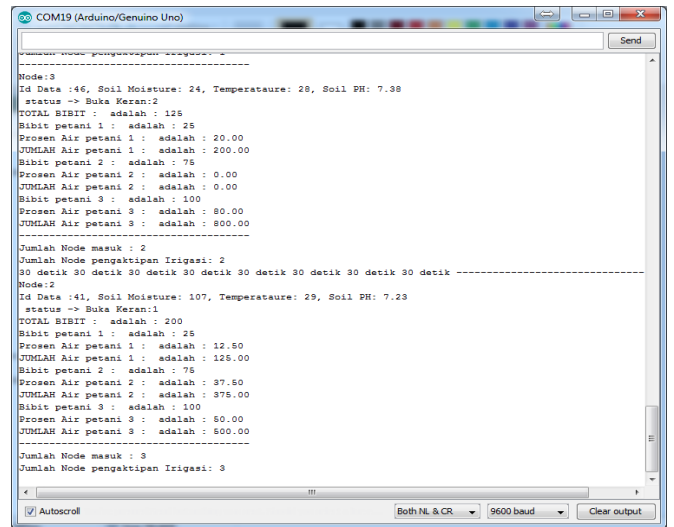 COM19 (Arduino/Genuino Uno)
Send
Jumlah Node pengaktipan Irigasi: 2
--------------------------------------
Node:3
Id Data :46, Soil Moisture: 24, Temperataure: 28, Soil PH: 7.38
status -> Buka Keran:2
TOTAL BIBIT : adalah : 125
Bibit petani 1 : adalah : 25
Prosen Air petani 1 : adalah : 20.00
JUMLAH Air petani 1 : adalah : 200.00
Bibit petani 2 : adalah : 75
Prosen Air petani 2 : adalah : 0.00
JUMLAH Air petani 2 : adalah : 0.00
Bibit petani 3 : adalah : 100
Prosen Air petani 3 : adalah : 80.00
JUMLAH Air petani 3 : adalah : 800.00
--------------------------------------
Jumlah Node masuk : 2
Jumlah Node pengaktipan Irigasi: 2
30 detik 30 detik 30 detik 30 detik 30 detik 30 detik 30 detik 30 detik -------------------------------
Node:2
Id Data :41, Soil Moisture: 107, Temperataure: 29, Soil PH: 7.23
status -> Buka Keran:1
TOTAL BIBIT : adalah : 200
Bibit petani 1 : adalah : 25
Prosen Air petani 1 : adalah : 12.50
JUMLAH Air petani 1 : adalah : 125.00
Bibit petani 2 : adalah : 75
Prosen Air petani 2 : adalah : 37.50
JUMLAH Air petani 2 : adalah : 375.00
Bibit petani 3 : adalah : 100
Prosen Air petani 3 : adalah : 50.00
JUMLAH Air petani 3 : adalah : 500.00
--------------------------------------
Jumlah Node masuk : 3
Jumlah Node pengaktipan Irigasi: 3
Autoscroll
Both NL & CR
9600 baud
Clear output